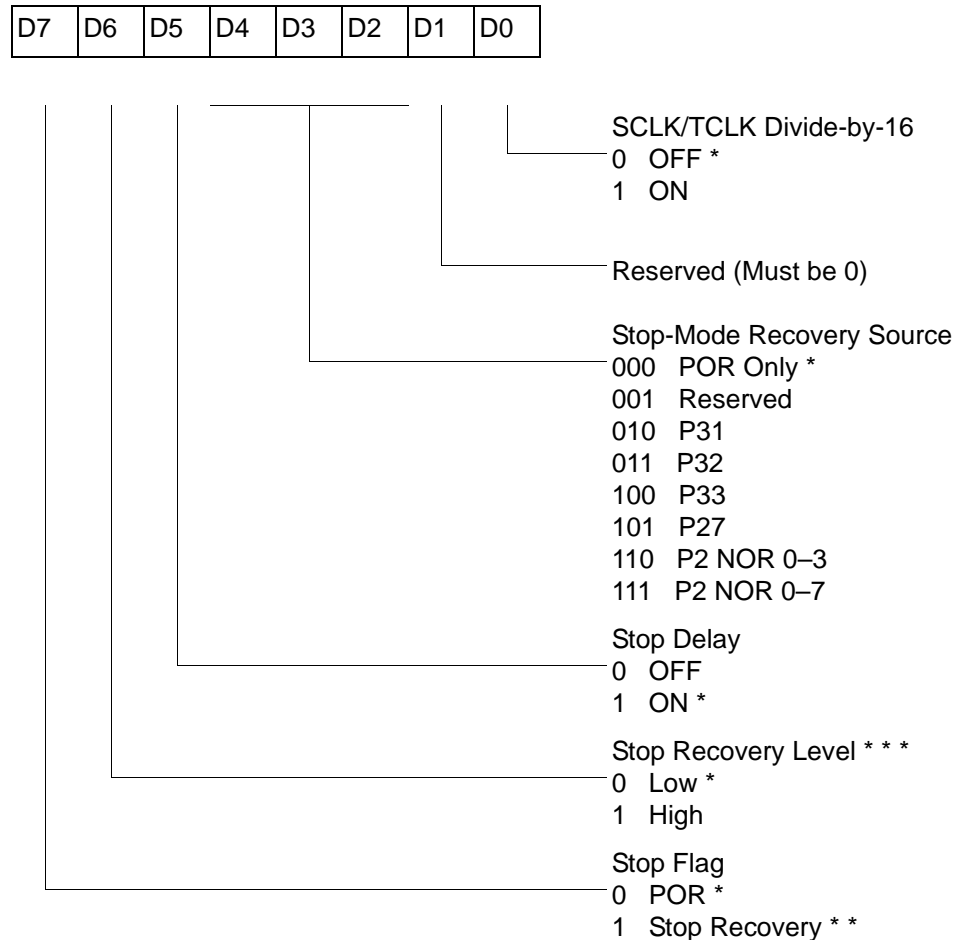 D7 D6 D5 D4 D3 D2 D1 D0
SCLK/TCLK Divide-by-16
0 OFF *
1 ON
Reserved (Must be 0)
Stop-Mode Recovery Source
000 POR Only *
001 Reserved
010 P31
011 P32
100 P33
101 P27
110 P2 NOR 0–3
111 P2 NOR 0–7
Stop Delay
0 OFF
1 ON *
Stop Recovery Level * * *
0 Low *
1 High
Stop Flag
0 POR *
1 Stop Recovery * *